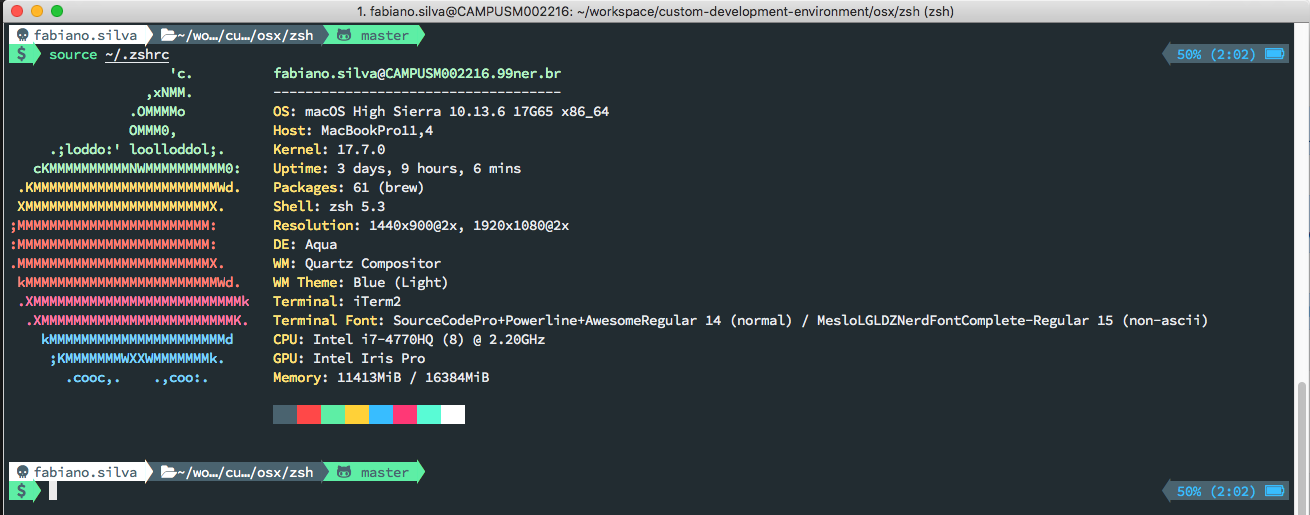 1. fabiano.silva@CAMPUSM002216: ~/workspace/custom-development-environment/osx/zsh (zsh)
fabiano.silva ~/wo…/cu…/osx/zsh master
$ source ~/.zshrc 50% (2:02)
'c. fabiano.silva@CAMPUSM002216.99ner.br
,xNMM. ------------------------------------
.OMMMMo OS: macOS High Sierra 10.13.6 17G65 x86_64
OMMM0, Host: MacBookPro11,4
.;loddo:' loolloddol;. Kernel: 17.7.0
cKMMMMMMMMMMNWMMMMMMMMMM0: Uptime: 3 days, 9 hours, 6 mins
.KMMMMMMMMMMMMMMMMMMMMMMMWd. Packages: 61 (brew)
XMMMMMMMMMMMMMMMMMMMMMMMX. Shell: zsh 5.3
;MMMMMMMMMMMMMMMMMMMMMMMM: Resolution: 1440x900@2x, 1920x1080@2x
:MMMMMMMMMMMMMMMMMMMMMMMM: DE: Aqua
.MMMMMMMMMMMMMMMMMMMMMMMMX. WM: Quartz Compositor
kMMMMMMMMMMMMMMMMMMMMMMMMWd. WM Theme: Blue (Light)
.XMMMMMMMMMMMMMMMMMMMMMMMMMMk Terminal: iTerm2
.XMMMMMMMMMMMMMMMMMMMMMMMMK. Terminal Font: SourceCodePro+Powerline+AwesomeRegular 14 (normal) / MesloLGLDZNerdFontComplete-Regular 15 (non-ascii)
kMMMMMMMMMMMMMMMMMMMMMMd CPU: Intel i7-4770HQ (8) @ 2.20GHz
;KMMMMMMMWXXWMMMMMMMk. GPU: Intel Iris Pro
.cooc,. .,coo:. Memory: 11413MiB / 16384MiB
fabiano.silva ~/wo…/cu…/osx/zsh master
$ 50% (2:02)